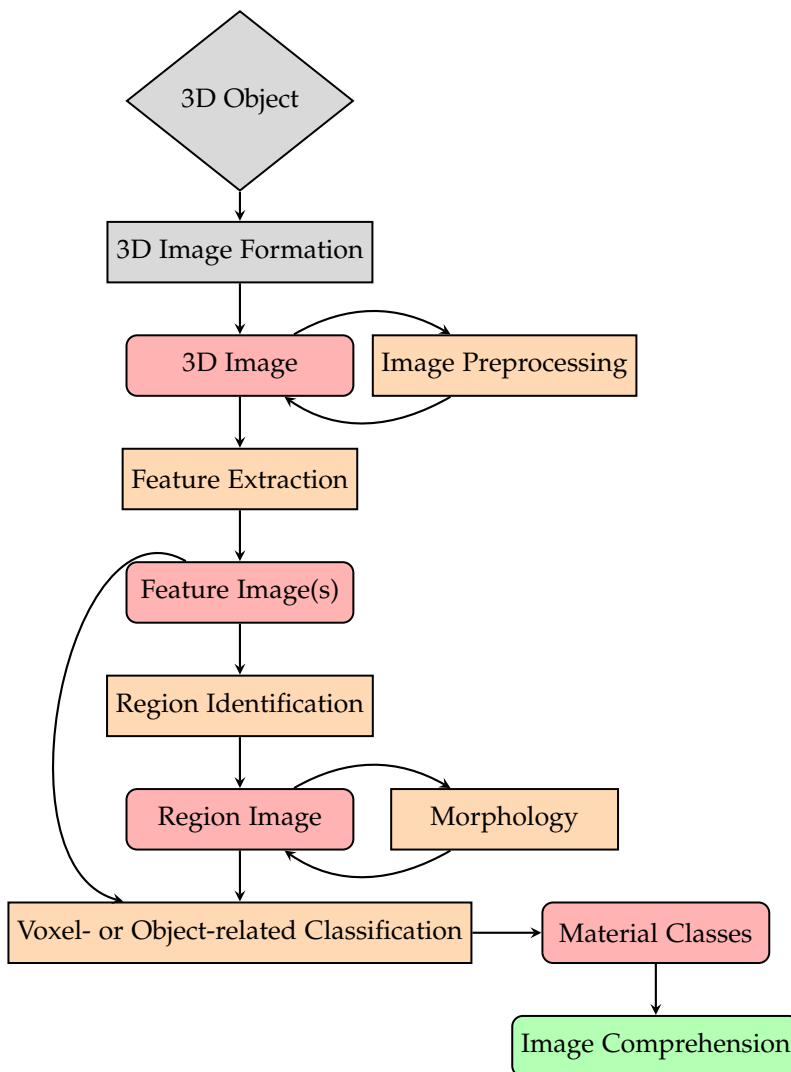 3D Object
3D Image Formation
3D Image
Image Preprocessing
Feature Extraction
Feature Image(s)
Region Identification
Region Image
Morphology
Voxel- or Object-related Classification
Material Classes
Image Comprehension